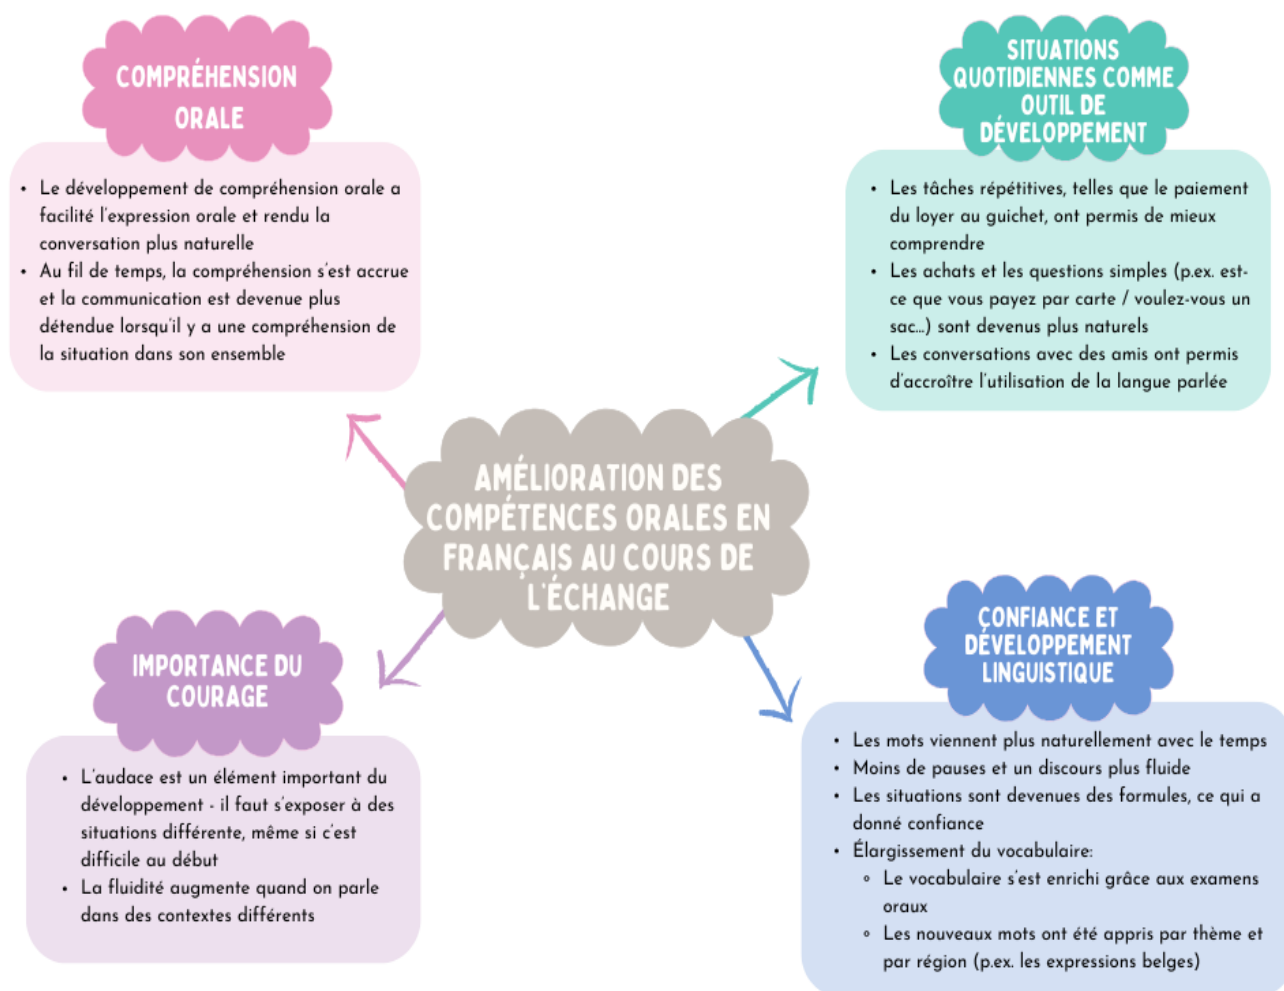 COMPRÉHENSION
ORALE
• Le développement de compréhension orale a
facilité l'expression orale et rendu la
conversation plus naturelle
• Au fil de temps, la compréhension s'est accrue
et la communication est devenue plus
détendue lorsqu'il y a une compréhension de
la situation dans son ensemble
SITUATIONS
QUOTIDIENNES COMME
OUTIL DE
DÉVELOPPEMENT
• Les tâches répétitives, telles que le paiement
du loyer au guichet, ont permis de mieux
comprendre
• Les achats et les questions simples (p.ex. est-
ce que vous payez par carte / voulez-vous un
sac...) sont devenus plus naturels
• Les conversations avec des amis ont permis
d'accroître l'utilisation de la langue parlée
AMÉLIORATION DES
COMPÉTENCES ORALES EN
FRANÇAIS AU COURS DE
L'ÉCHANGE
IMPORTANCE DU
COURAGE
• L'audace est un élément important du
développement - il faut s'exposer à des
situations différente, même si c'est
difficile au début
• La fluidité augmente quand on parle
dans des contextes différents
CONFIANCE ET
DÉVELOPPEMENT
LINGUISTIQUE
• Les mots viennent plus naturellement avec le temps
• Moins de pauses et un discours plus fluide
• Les situations sont devenues des formules, ce qui a
donné confiance
• Élargissement du vocabulaire:
◦ Le vocabulaire s'est enrichi grâce aux examens
oraux
◦ Les nouveaux mots ont été appris par thème et
par région (p.ex. les expressions belges)